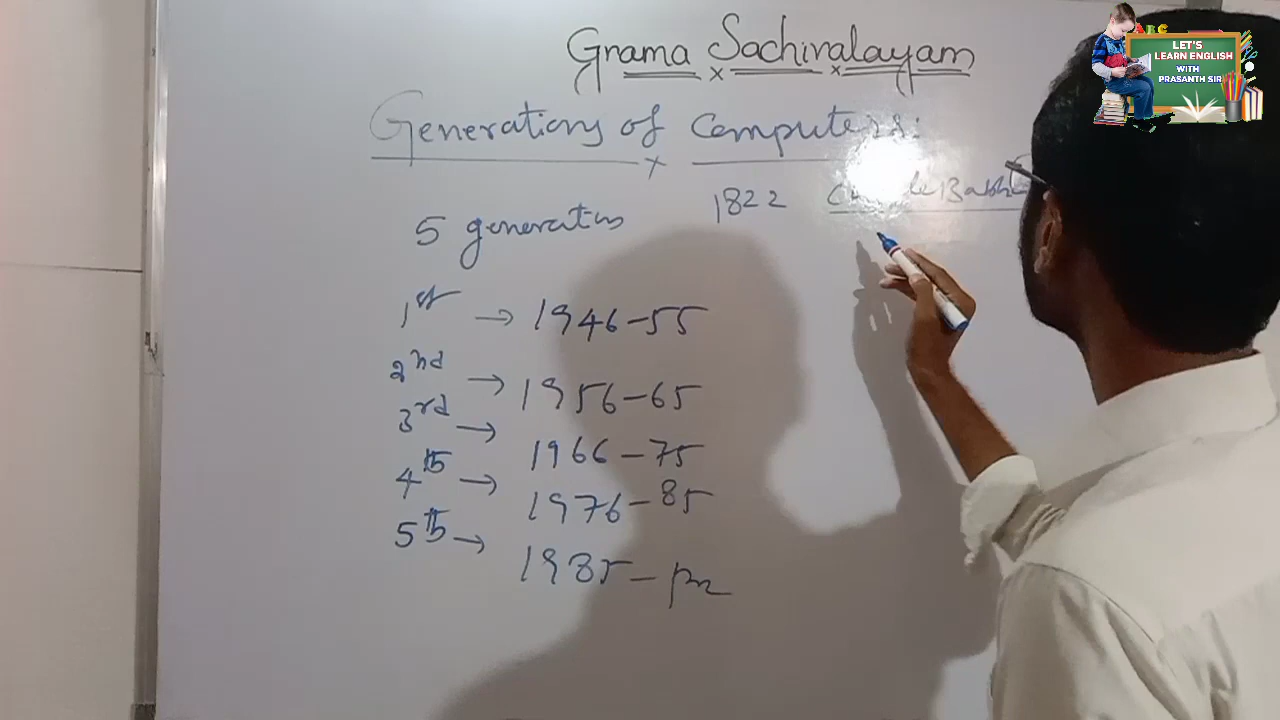 Grama Sachivalayam
Generations of Computers:
1822
5 generations
1st → 1946-55
2nd → 1956-65
3rd → 1966-75
4th → 1976-85
5th → 1985-
ABC
LET'S
LEARN ENGLISH
WITH
PRASANTH SIR